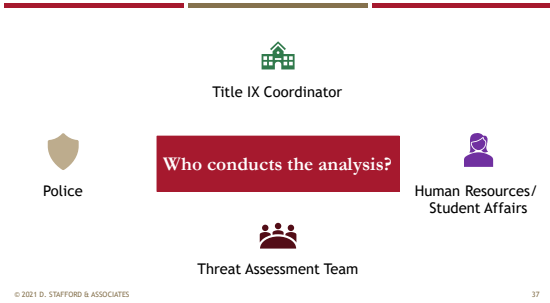 Title IX Coordinator
Who conducts the analysis?
Police
Human Resources/
Student Affairs
Threat Assessment Team
© 2021 D. STAFFORD & ASSOCIATES
37